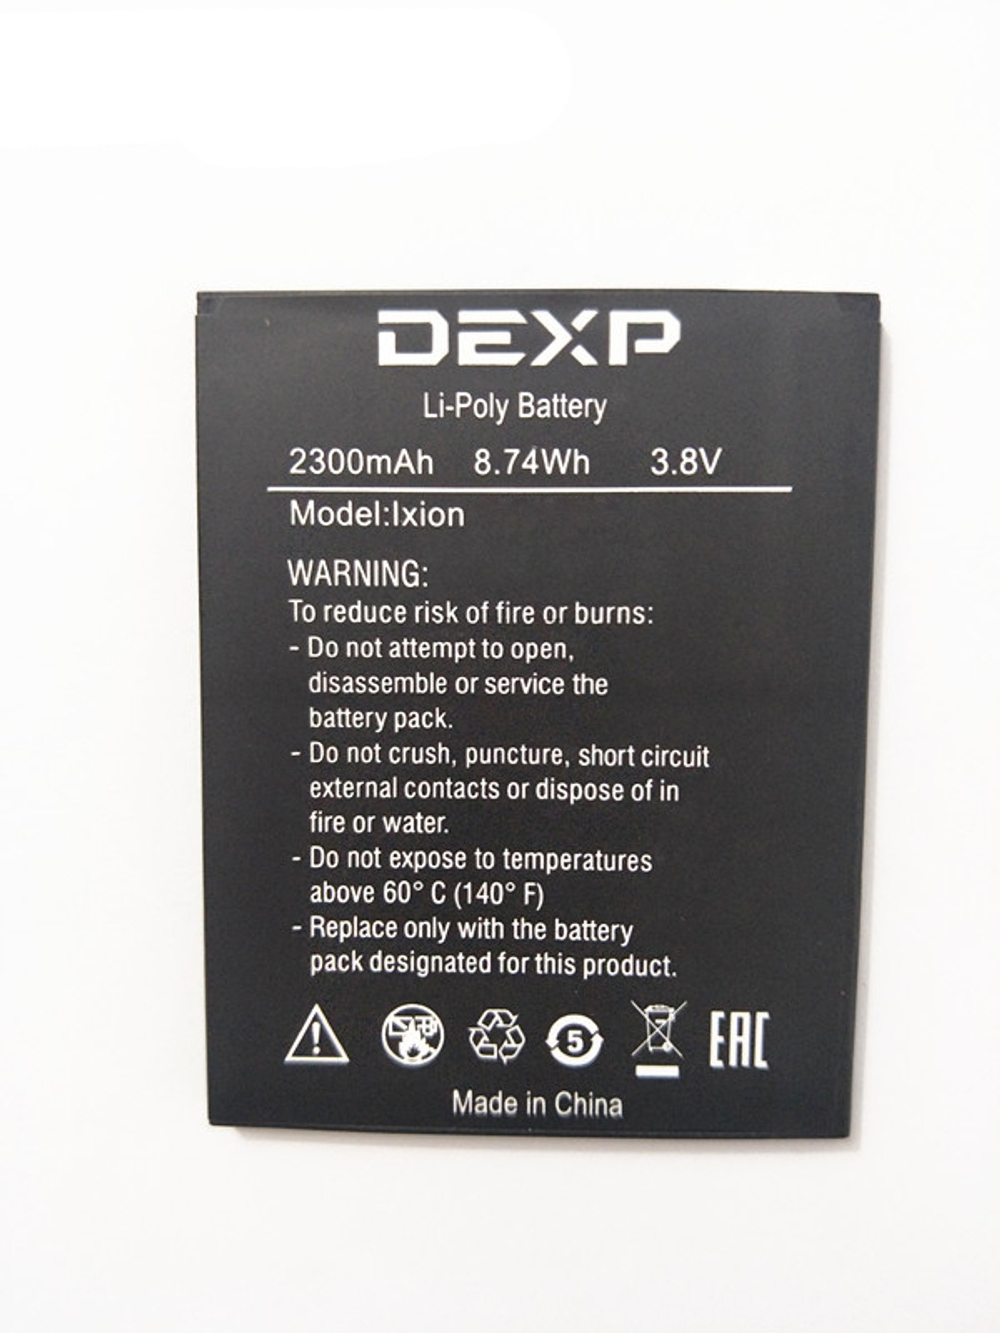 DEXP
Li-Poly Battery
2300mAh 8.74Wh 3.8V
Model:Ixion
WARNING:
To reduce risk of fire or burns:
- Do not attempt to open,
disassemble or service the
battery pack.
- Do not crush, puncture, short circuit
external contacts or dispose of in
fire or water.
- Do not expose to temperatures
above 60° C (140° F)
- Replace only with the battery
pack designated for this product.
5 EAC
Made in China